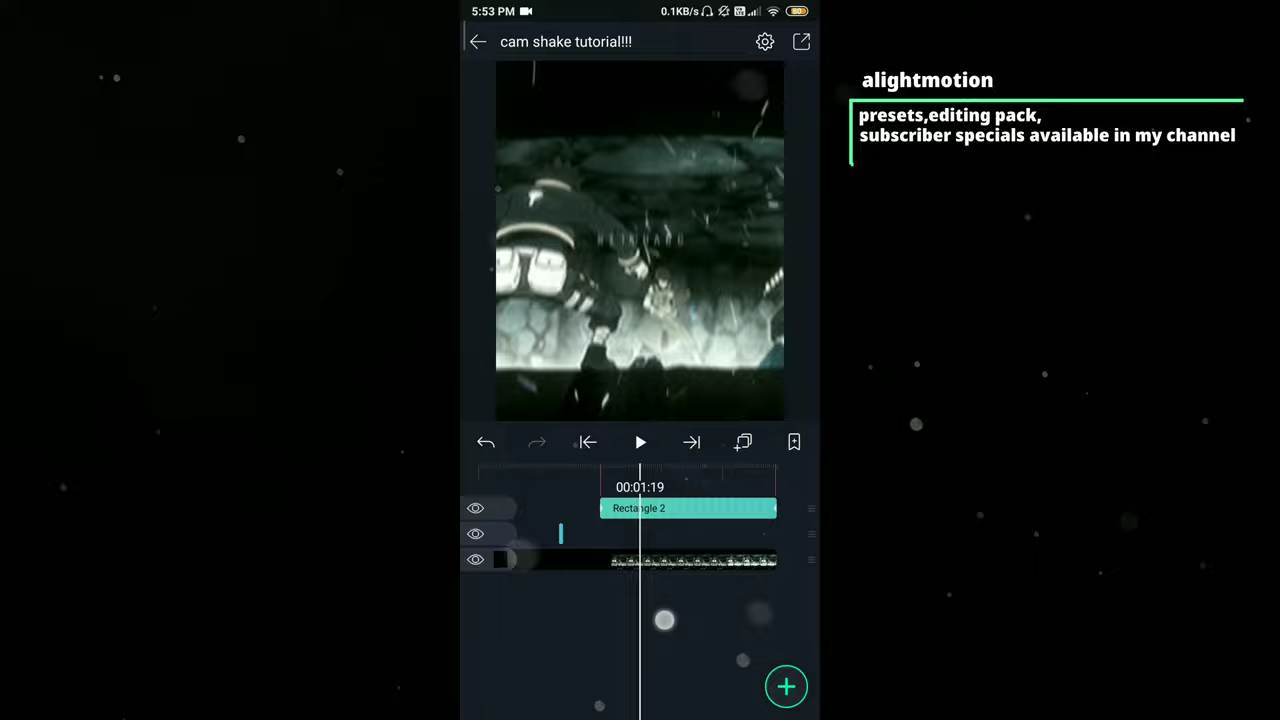 5:53 PM
0.1KB/s
80
cam shake tutorial!!!
alightmotion
presets,editing pack,
subscriber specials available in my channel
00:01:19
Rectangle 2